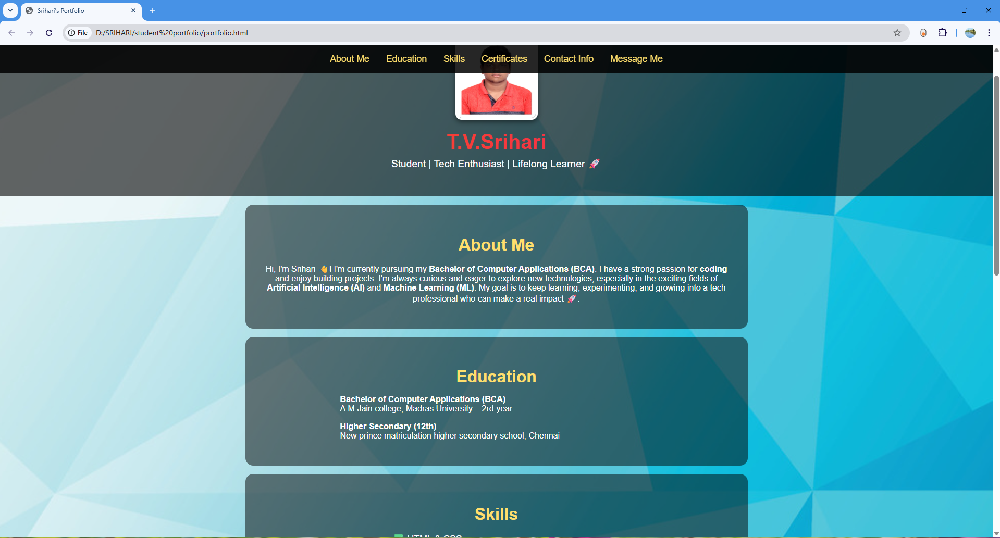 Srihari's Portfolio
File
D:/SRIHARI/student%20portfolio/portfolio.html
About Me Education Skills Certificates Contact Info Message Me
T.V.Srihari
Student | Tech Enthusiast | Lifelong Learner 🚀
About Me
Hi, I'm Srihari 👋! I'm currently pursuing my Bachelor of Computer Applications (BCA). I have a strong passion for coding
and enjoy building projects. I'm always curious and eager to explore new technologies, especially in the exciting fields of
Artificial Intelligence (AI) and Machine Learning (ML). My goal is to keep learning, experimenting, and growing into a tech
professional who can make a real impact 🚀.
Education
Bachelor of Computer Applications (BCA)
A.M.Jain college, Madras University – 2rd year
Higher Secondary (12th)
New prince matriculation higher secondary school, Chennai
Skills
HTML & CSS